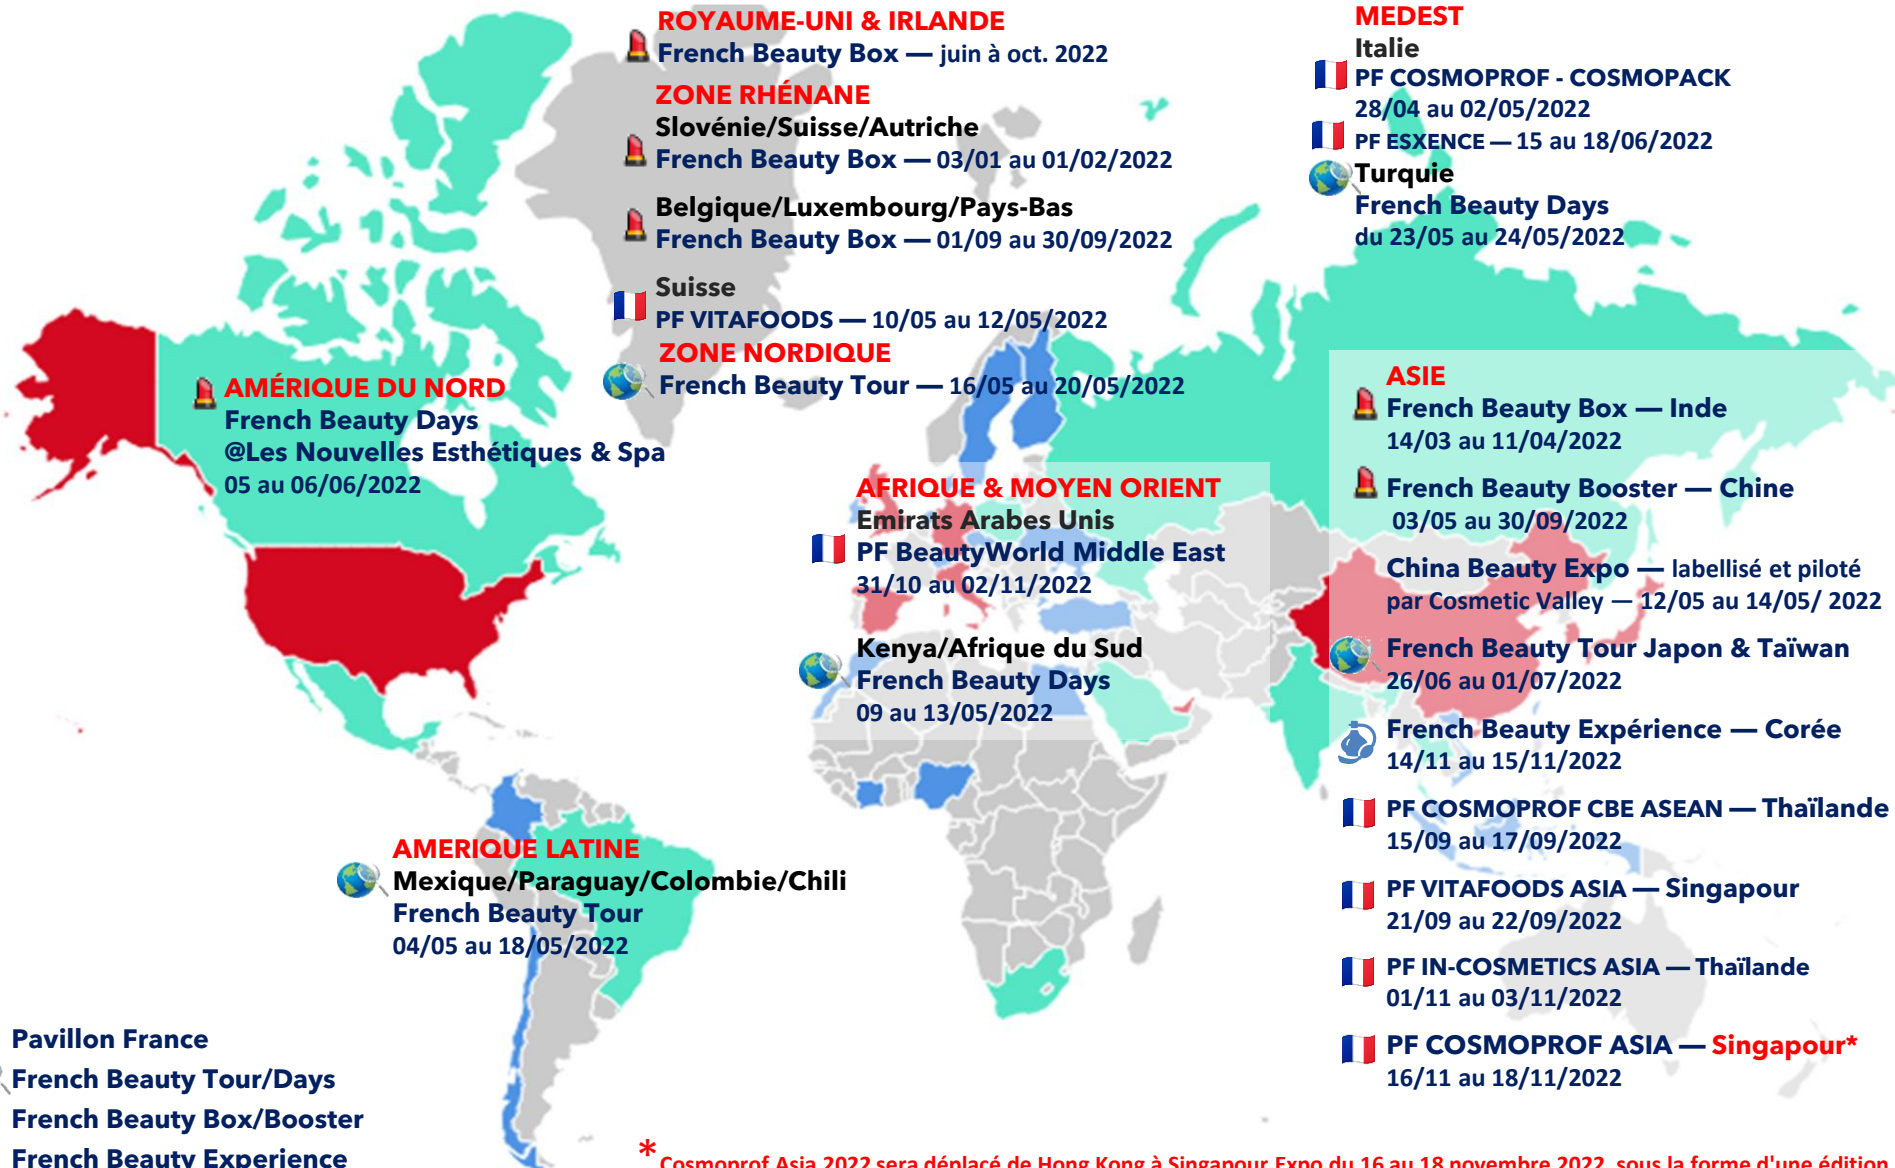 ROYAUME-UNI & IRLANDE
French Beauty Box — juin à oct. 2022
ZONE RHÉNANE
Slovénie/Suisse/Autriche
French Beauty Box — 03/01 au 01/02/2022
Belgique/Luxembourg/Pays-Bas
French Beauty Box — 01/09 au 30/09/2022
Suisse
PF VITAFOODS — 10/05 au 12/05/2022
ZONE NORDIQUE
French Beauty Tour — 16/05 au 20/05/2022
MEDEST
Italie
PF COSMOPROF - COSMOPACK
28/04 au 02/05/2022
PF ESXENCE — 15 au 18/06/2022
Turquie
French Beauty Days
du 23/05 au 24/05/2022
AMÉRIQUE DU NORD
French Beauty Days
@Les Nouvelles Esthétiques & Spa
05 au 06/06/2022
AFRIQUE & MOYEN ORIENT
Emirats Arabes Unis
PF BeautyWorld Middle East
31/10 au 02/11/2022
Kenya/Afrique du Sud
French Beauty Days
09 au 13/05/2022
ASIE
French Beauty Box — Inde
14/03 au 11/04/2022
French Beauty Booster — Chine
03/05 au 30/09/2022
China Beauty Expo — labellisé et piloté
par Cosmetic Valley — 12/05 au 14/05/ 2022
French Beauty Tour Japon & Taïwan
26/06 au 01/07/2022
French Beauty Expérience — Corée
14/11 au 15/11/2022
PF COSMOPROF CBE ASEAN — Thaïlande
15/09 au 17/09/2022
PF VITAFOODS ASIA — Singapour
21/09 au 22/09/2022
PF IN-COSMETICS ASIA — Thaïlande
01/11 au 03/11/2022
PF COSMOPROF ASIA — Singapour*
16/11 au 18/11/2022
AMERIQUE LATINE
Mexique/Paraguay/Colombie/Chili
French Beauty Tour
04/05 au 18/05/2022
Pavillon France
French Beauty Tour/Days
French Beauty Box/Booster
French Beauty Experience
* Cosmoprof Asia 2022 sera déplacé de Hong Kong à Singapour Expo du 16 au 18 novembre 2022, sous la forme d'une édition